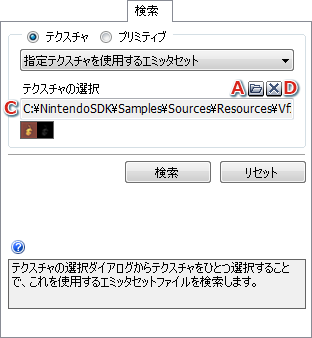 検索
テクスチャ プリミティブ
指定テクスチャを使用するエミッタセット
テクスチャの選択 A D
C C:¥NintendoSDK¥Samples¥Sources¥Resources¥Vf
検索 リセット
テクスチャの選択ダイアログからテクスチャをひとつ選択すること
で、これを使用するエミッタセットファイルを検索します。